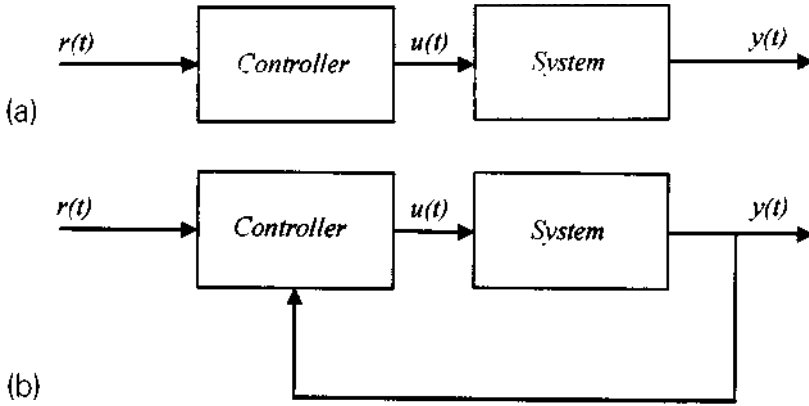 r(t) Controller u(t) System y(t)
(a)
r(t) Controller u(t) System y(t)
(b)